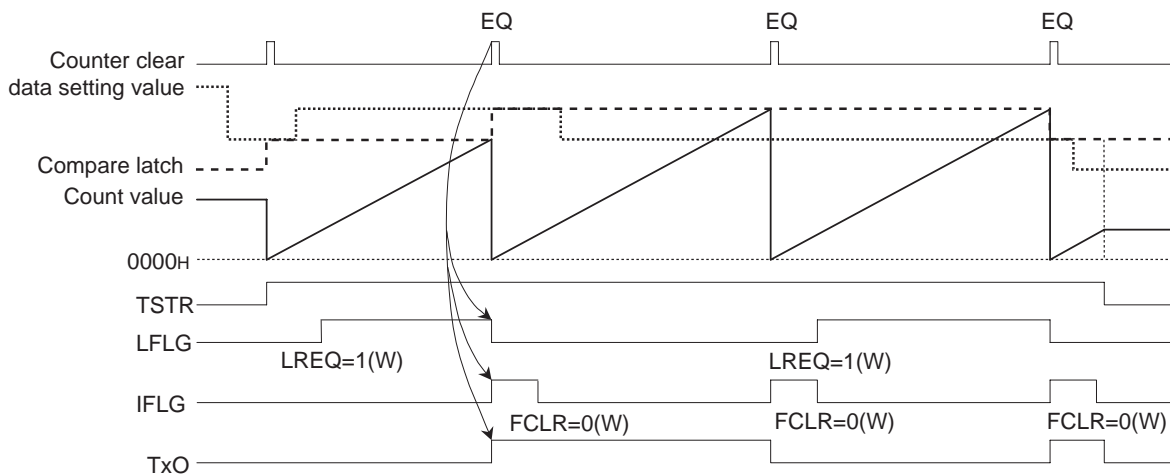 EQ EQ EQ
Counter clear
data setting value
Compare latch
Count value
0000H
TSTR
LFLG
LREQ=1(W) LREQ=1(W)
IFLG
FCLR=0(W) FCLR=0(W) FCLR=0(W)
TxO